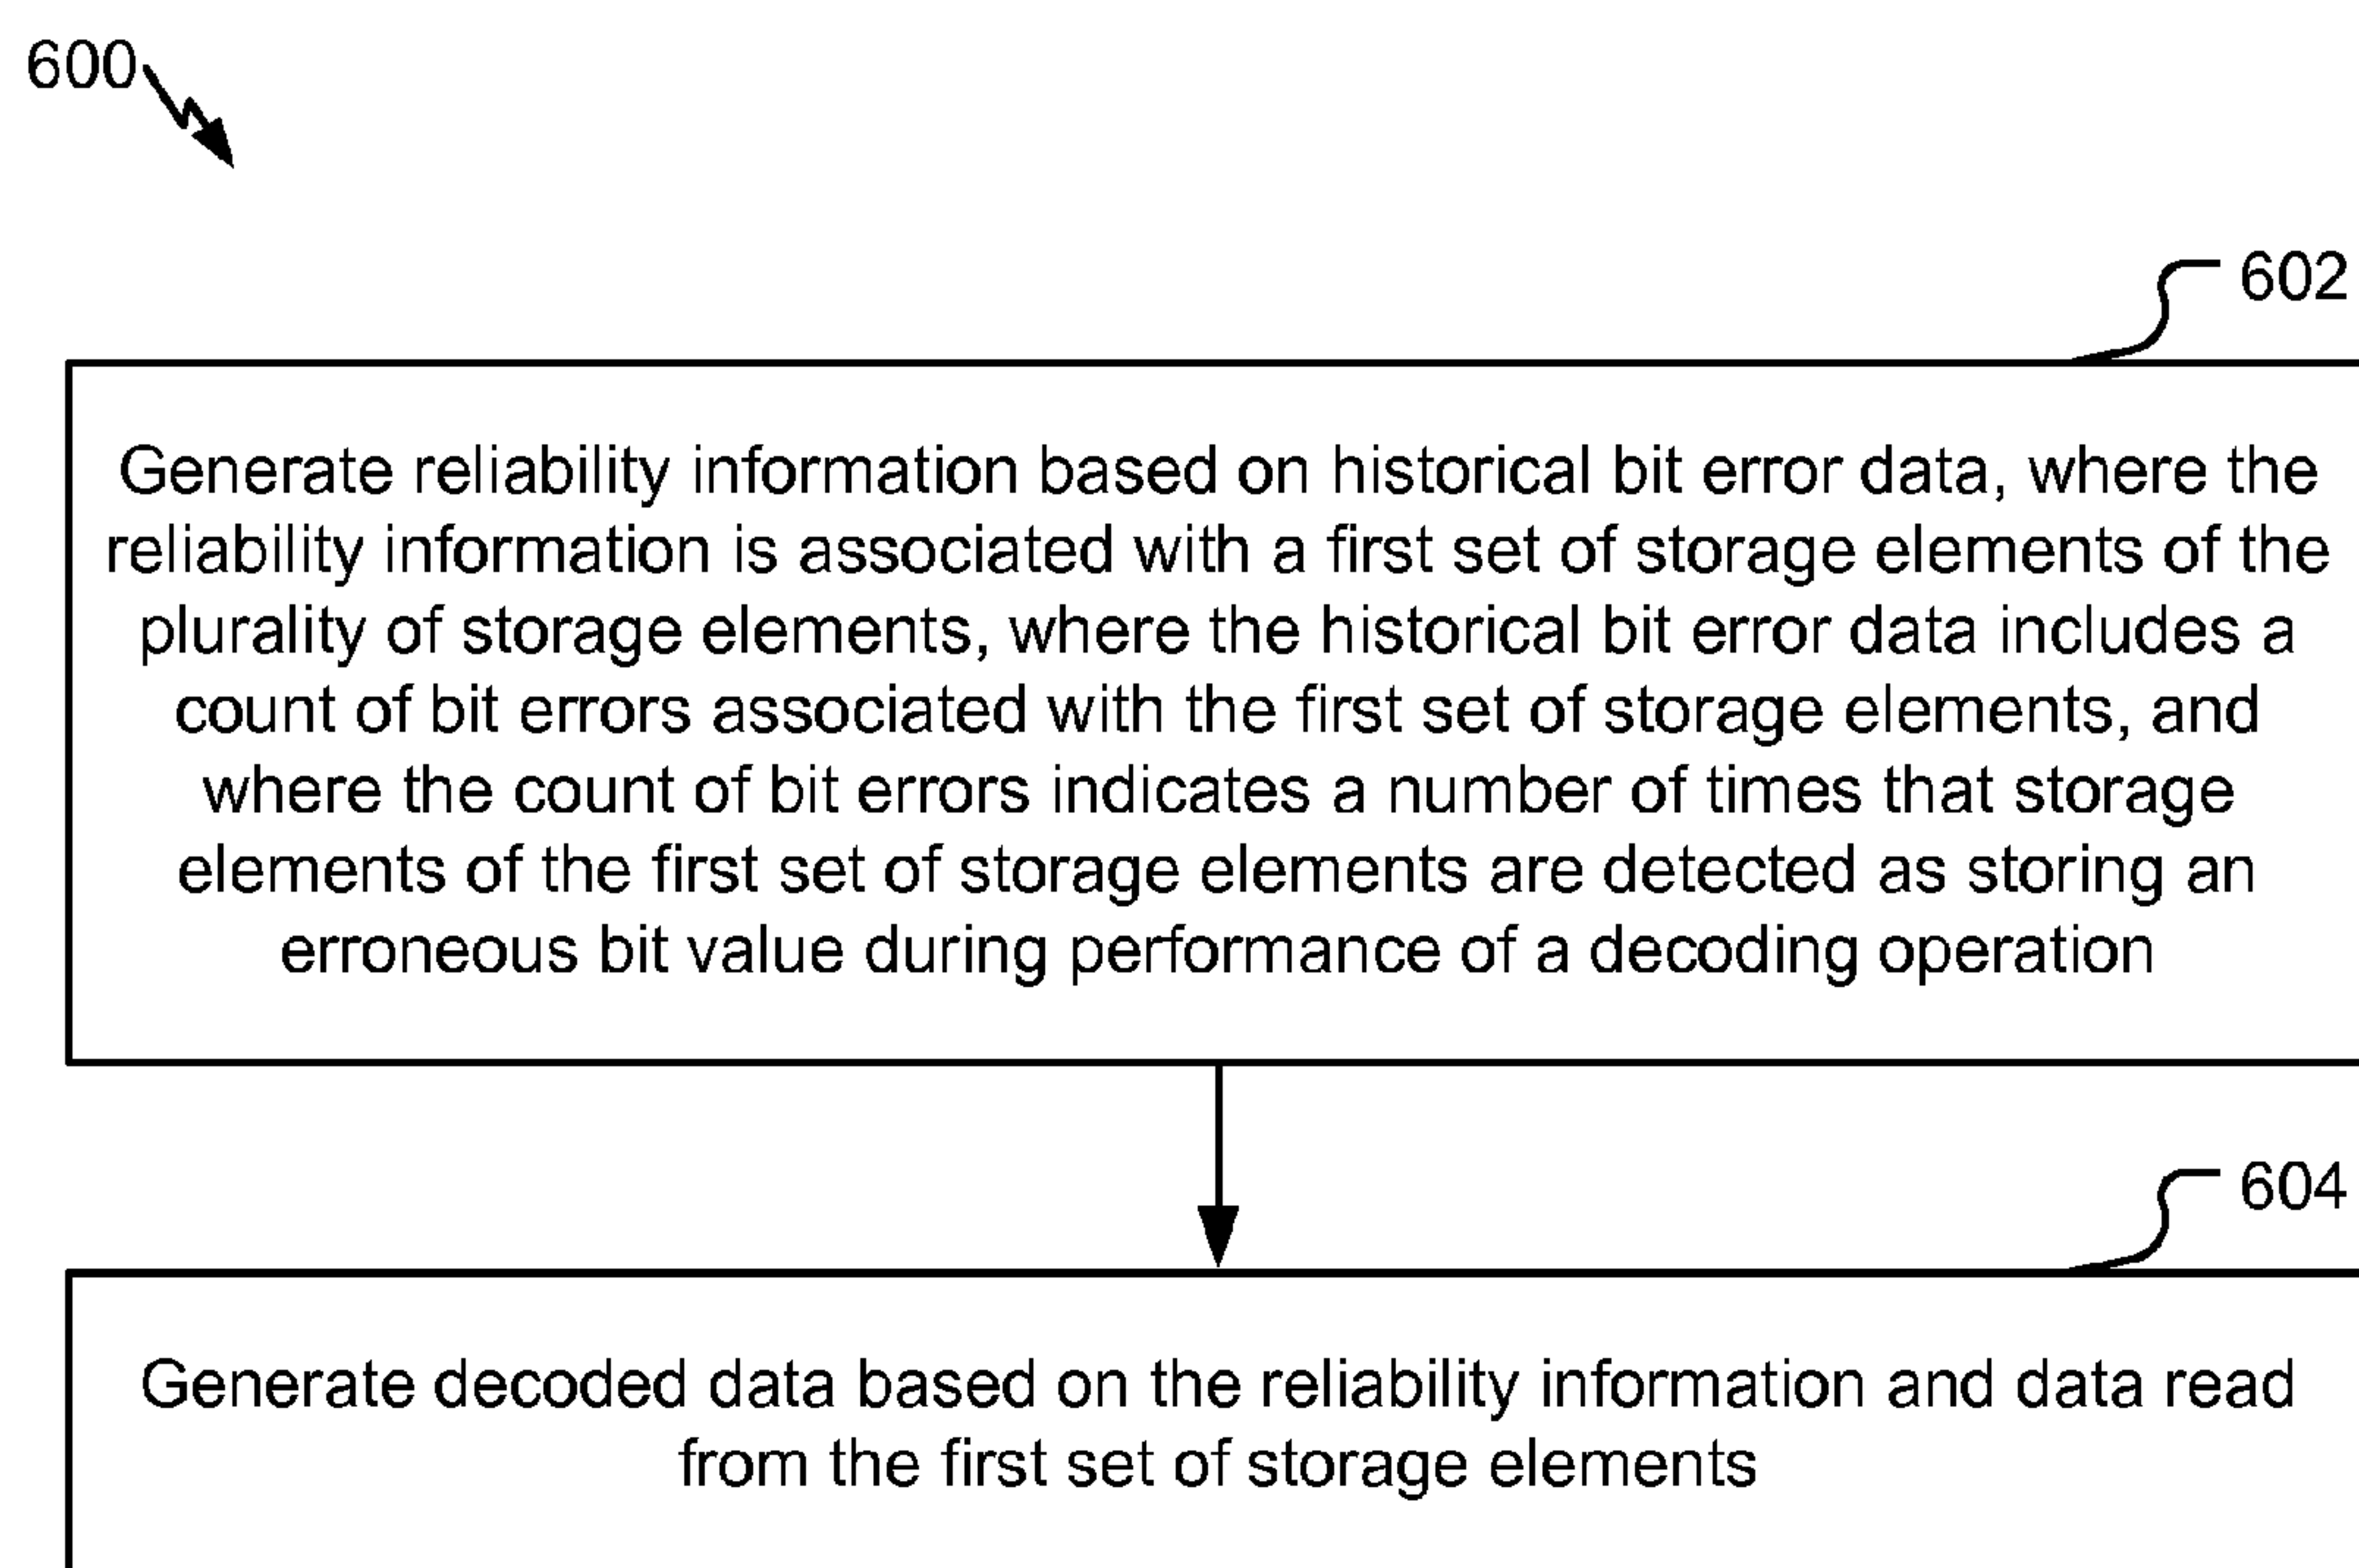 600
602
Generate reliability information based on historical bit error data, where the
reliability information is associated with a first set of storage elements of the
plurality of storage elements, where the historical bit error data includes a
count of bit errors associated with the first set of storage elements, and
where the count of bit errors indicates a number of times that storage
elements of the first set of storage elements are detected as storing an
erroneous bit value during performance of a decoding operation
604
Generate decoded data based on the reliability information and data read
from the first set of storage elements